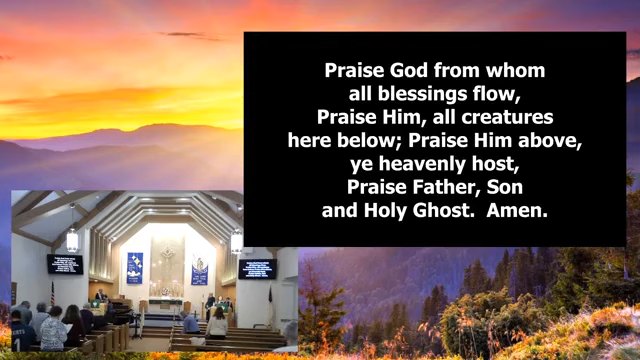 Praise God from whom
all blessings flow,
Praise Him, all creatures
here below; Praise Him above,
ye heavenly host,
Praise Father, Son
and Holy Ghost.  Amen.